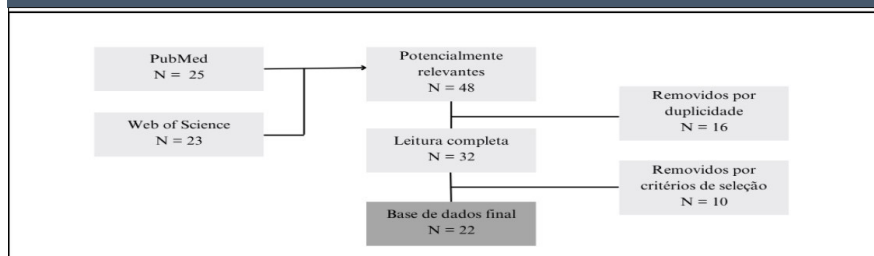 PubMed
N = 25
Web of Science
N = 23
Potencialmente
relevantes
N = 48
Removidos por
duplicidade
N = 16
Leitura completa
N = 32
Removidos por
critérios de seleção
N = 10
Base de dados final
N = 22